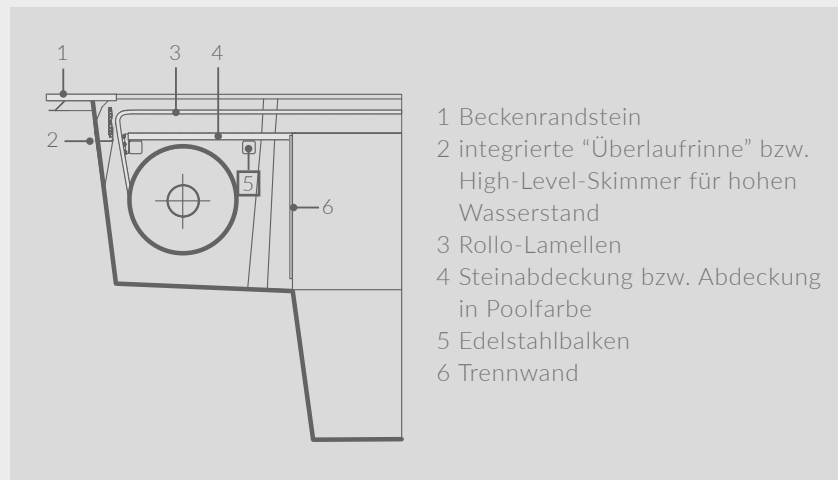 1
3
4
2
5
6
1 Beckenrandstein
2 integrierte “Überlaufrinne” bzw.
High-Level-Skimmer für hohen
Wasserstand
3 Rollo-Lamellen
4 Steinabdeckung bzw. Abdeckung
in Poolfarbe
5 Edelstahlbalken
6 Trennwand